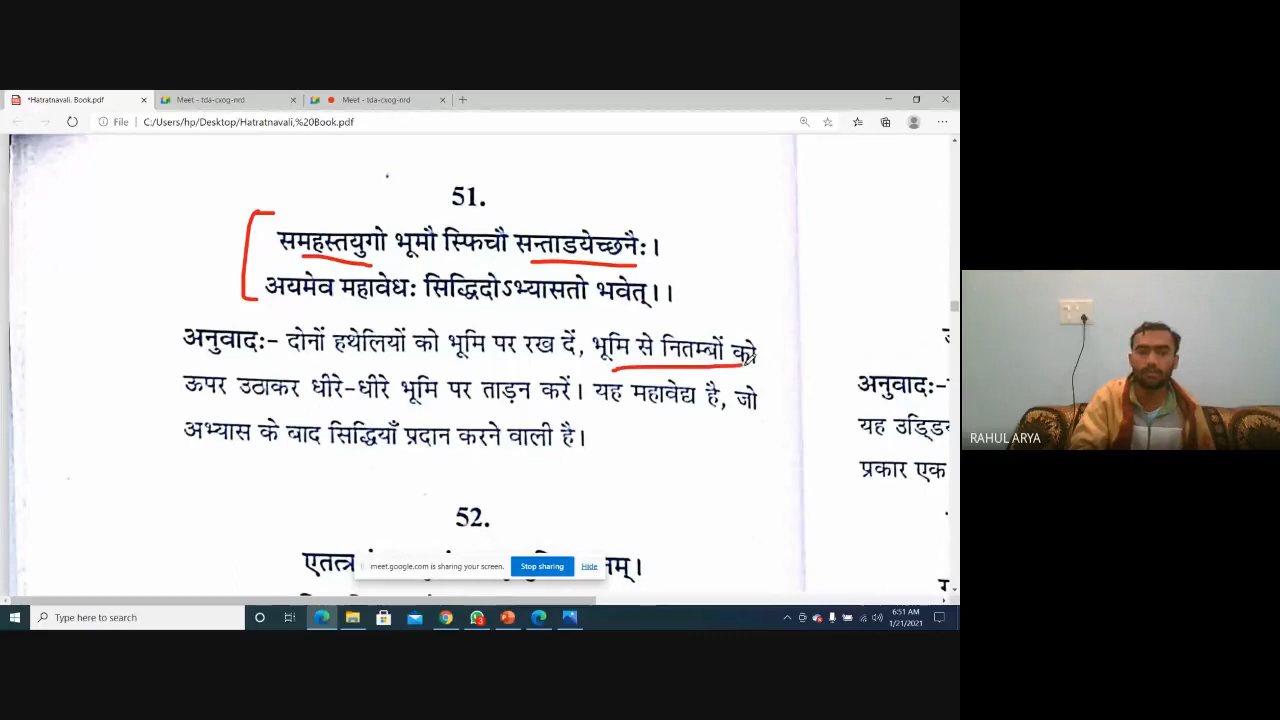 *Hatratnavali. Book.pdf
Meet - tda-cxog-nrd
Meet - tda-cxog-nrd
File
C:/Users/hp/Desktop/Hatratnavali,%20Book.pdf
51.
समहस्तयुगो भूमौ स्फिचौ सन्ताडयेच्छनैः।
अयमेव महावेधः सिद्धिदोऽभ्यासतो भवेत्।।
अनुवादः- दोनों हथेलियों को भूमि पर रख दें, भूमि से नितम्बों को
ऊपर उठाकर धीरे-धीरे भूमि पर ताड़न करें। यह महावेद्य है, जो
अभ्यास के बाद सिद्धियाँ प्रदान करने वाली है।
52.
एतत्त्र
meet.google.com is sharing your screen.
Stop sharing
Hide
अनुवादः-
यह उड्डि
प्रकार एक
RAHUL ARYA
Type here to search
3
6:51 AM
1/21/2021